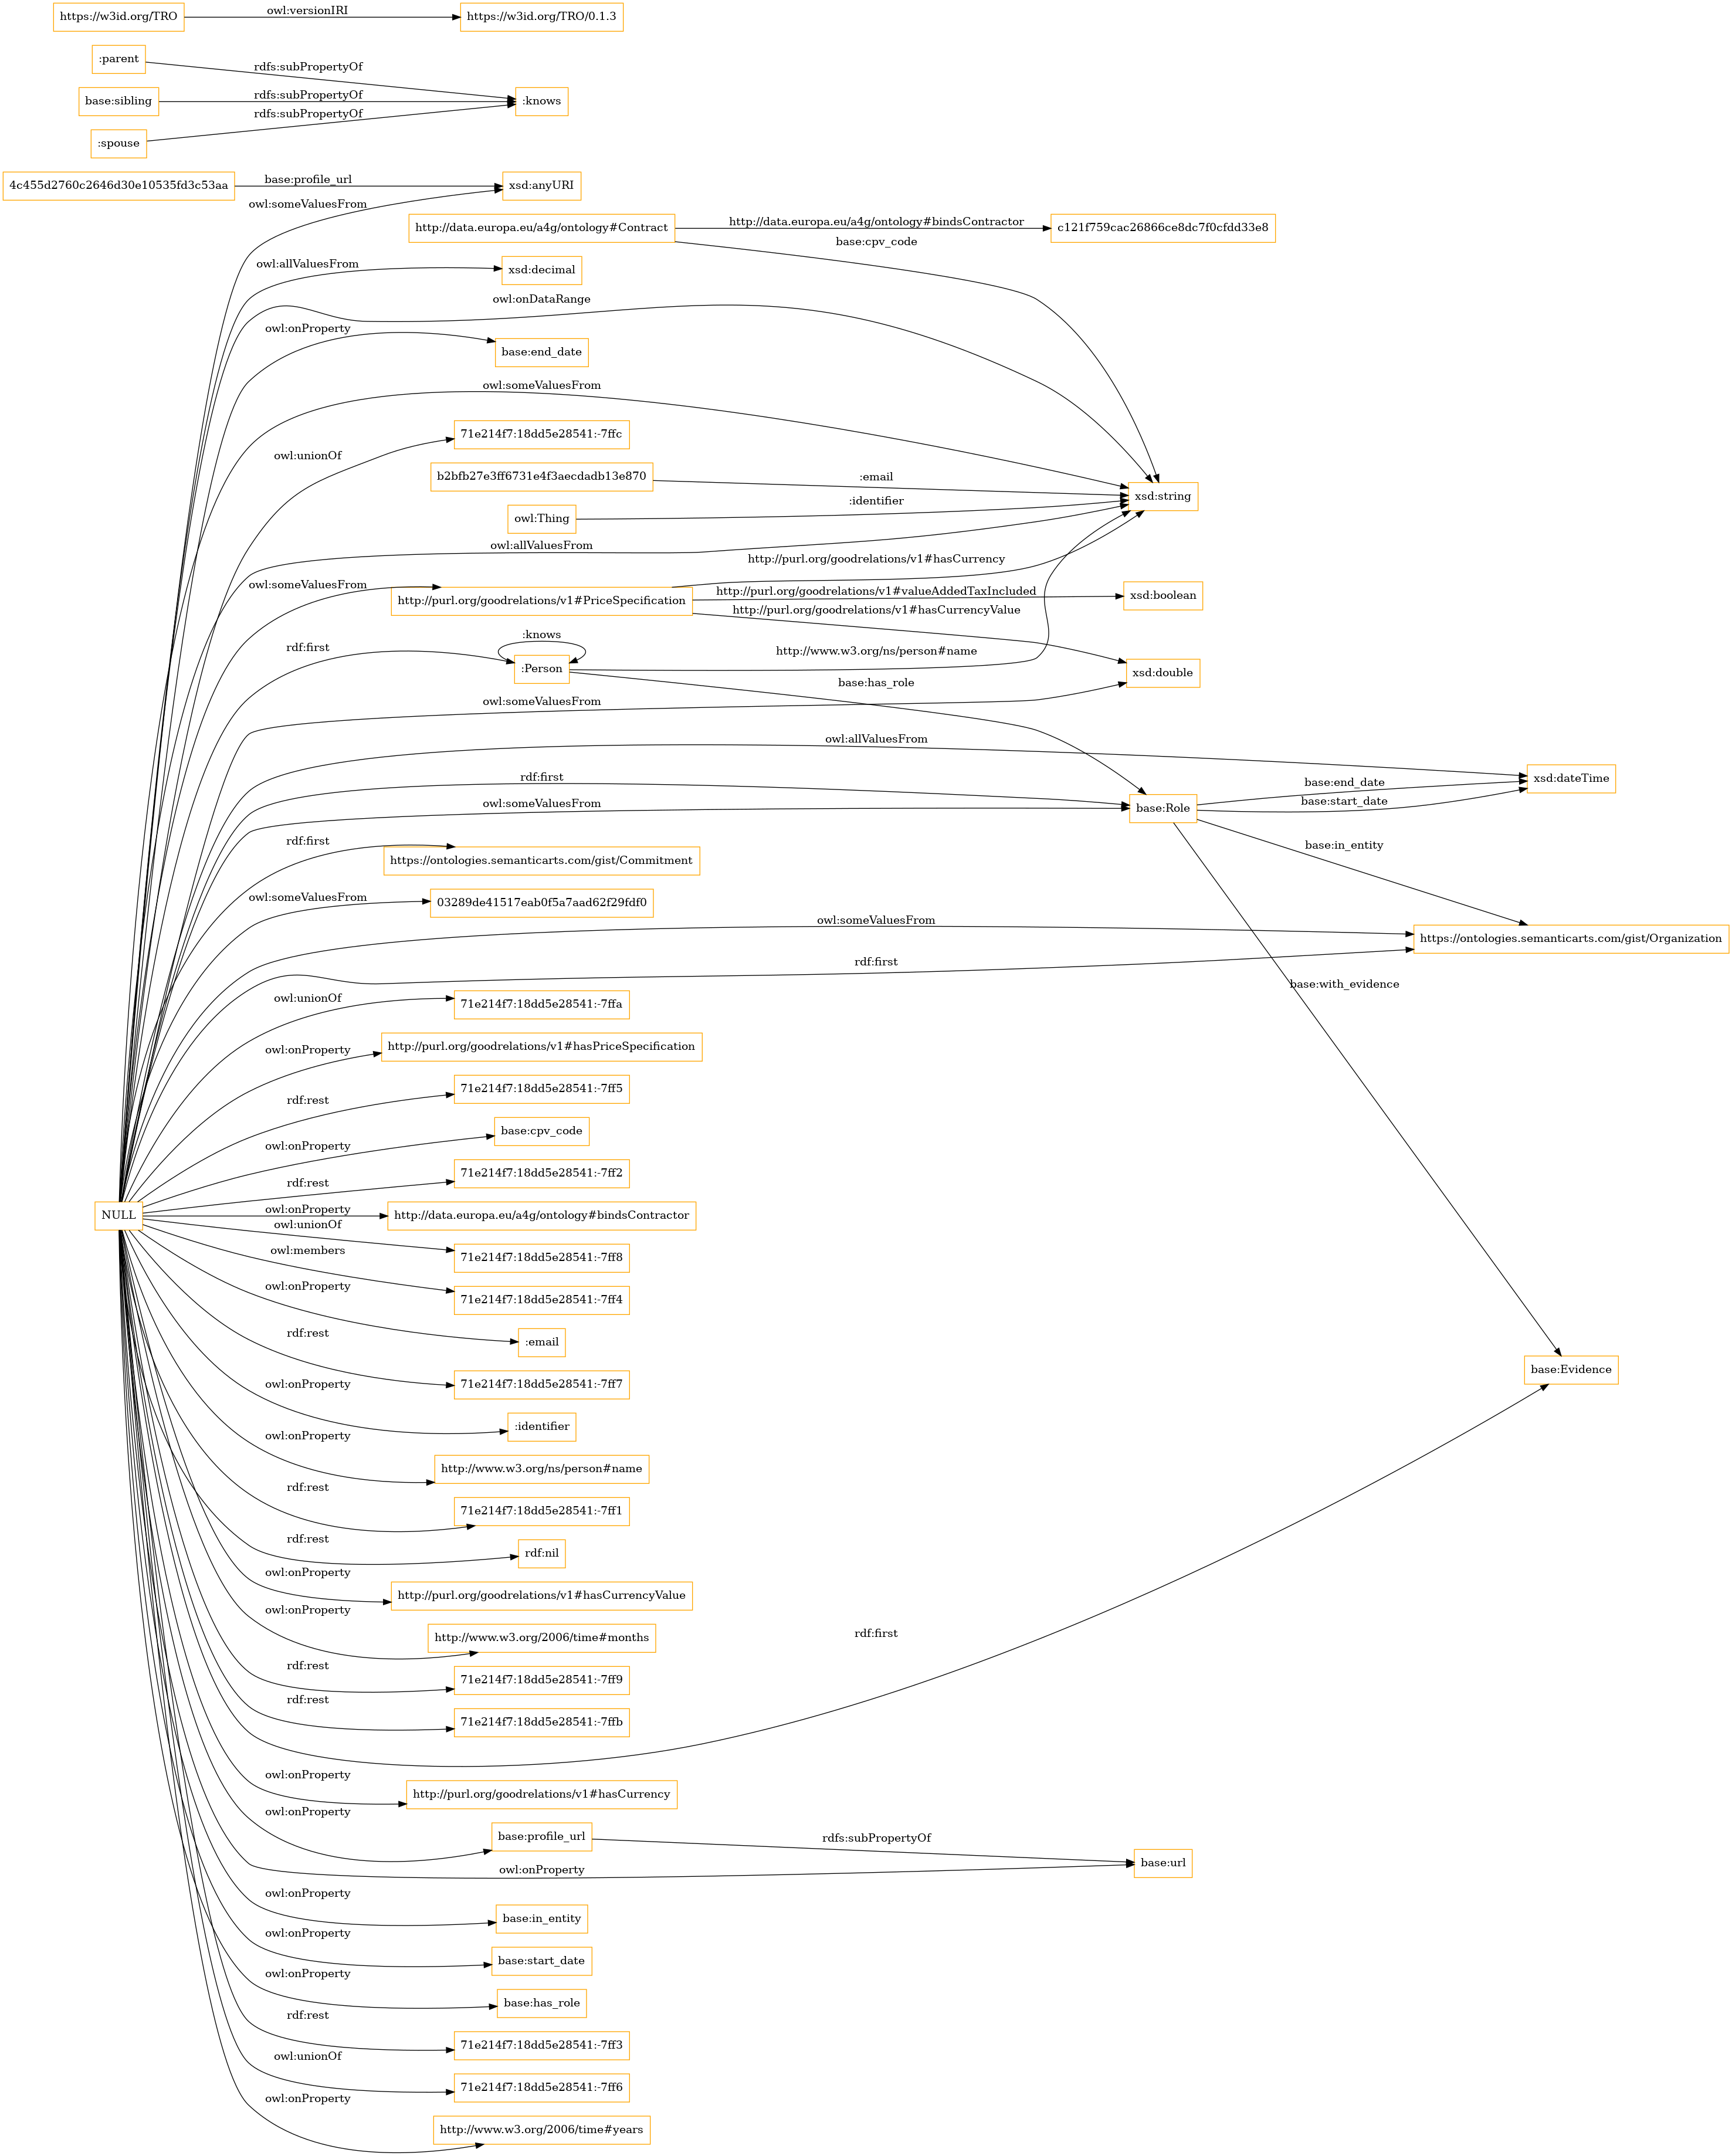 https://w3id.org/TRO
owl:versionIRI
https://w3id.org/TRO/0.1.3
:parent
rdfs:subPropertyOf
base:sibling
rdfs:subPropertyOf
:knows
rdfs:subPropertyOf
:spouse
4c455d2760c2646d30e10535fd3c53aa
base:profile_url
xsd:anyURI
owl:someValuesFrom
http://data.europa.eu/a4g/ontology#Contract
http://data.europa.eu/a4g/ontology#bindsContractor
c121f759cac26866ce8dc7f0cfdd33e8
base:cpv_code
owl:allValuesFrom
xsd:decimal
owl:onDataRange
owl:onProperty
base:end_date
owl:someValuesFrom
71e214f7:18dd5e28541:-7ffc
owl:unionOf
b2bfb27e3ff6731e4f3aecdadb13e870
:email
xsd:string
owl:Thing
:identifier
owl:allValuesFrom
http://purl.org/goodrelations/v1#hasCurrency
owl:someValuesFrom
http://purl.org/goodrelations/v1#PriceSpecification
http://purl.org/goodrelations/v1#valueAddedTaxIncluded
xsd:boolean
http://purl.org/goodrelations/v1#hasCurrencyValue
:knows
rdf:first
:Person
http://www.w3.org/ns/person#name
xsd:double
base:has_role
owl:someValuesFrom
owl:allValuesFrom
xsd:dateTime
rdf:first
base:end_date
owl:someValuesFrom
base:Role
base:start_date
rdf:first
https://ontologies.semanticarts.com/gist/Commitment
base:in_entity
owl:someValuesFrom
03289de41517eab0f5a7aad62f29fdf0
owl:someValuesFrom
https://ontologies.semanticarts.com/gist/Organization
rdf:first
base:with_evidence
owl:unionOf
71e214f7:18dd5e28541:-7ffa
owl:onProperty
http://purl.org/goodrelations/v1#hasPriceSpecification
rdf:rest
71e214f7:18dd5e28541:-7ff5
owl:onProperty
base:cpv_code
rdf:rest
71e214f7:18dd5e28541:-7ff2
NULL
owl:onProperty
http://data.europa.eu/a4g/ontology#bindsContractor
owl:unionOf
71e214f7:18dd5e28541:-7ff8
owl:members
71e214f7:18dd5e28541:-7ff4
owl:onProperty
:email
rdf:rest
71e214f7:18dd5e28541:-7ff7
base:Evidence
owl:onProperty
:identifier
owl:onProperty
http://www.w3.org/ns/person#name
rdf:rest
71e214f7:18dd5e28541:-7ff1
rdf:rest
rdf:nil
owl:onProperty
http://purl.org/goodrelations/v1#hasCurrencyValue
owl:onProperty
http://www.w3.org/2006/time#months
rdf:first
rdf:rest
71e214f7:18dd5e28541:-7ff9
rdf:rest
71e214f7:18dd5e28541:-7ffb
owl:onProperty
http://purl.org/goodrelations/v1#hasCurrency
owl:onProperty
base:profile_url
rdfs:subPropertyOf
base:url
owl:onProperty
owl:onProperty
base:in_entity
owl:onProperty
base:start_date
owl:onProperty
base:has_role
rdf:rest
71e214f7:18dd5e28541:-7ff3
owl:unionOf
71e214f7:18dd5e28541:-7ff6
owl:onProperty
http://www.w3.org/2006/time#years